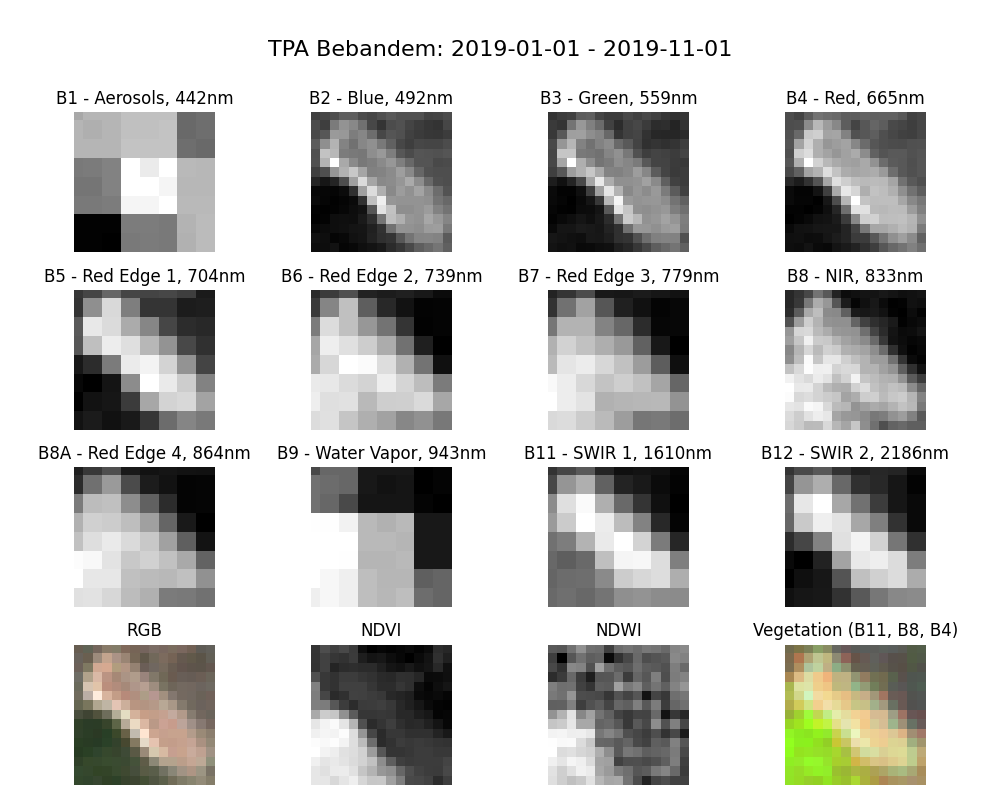 TPA Bebandem: 2019-01-01 - 2019-11-01
B1 - Aerosols, 442nm
B2 - Blue, 492nm
B3 - Green, 559nm
B4 - Red, 665nm
B5 - Red Edge 1, 704nm
B6 - Red Edge 2, 739nm
B7 - Red Edge 3, 779nm
B8 - NIR, 833nm
B8A - Red Edge 4, 864nm
B9 - Water Vapor, 943nm
B11 - SWIR 1, 1610nm
B12 - SWIR 2, 2186nm
RGB
NDVI
NDWI
Vegetation (B11, B8, B4)